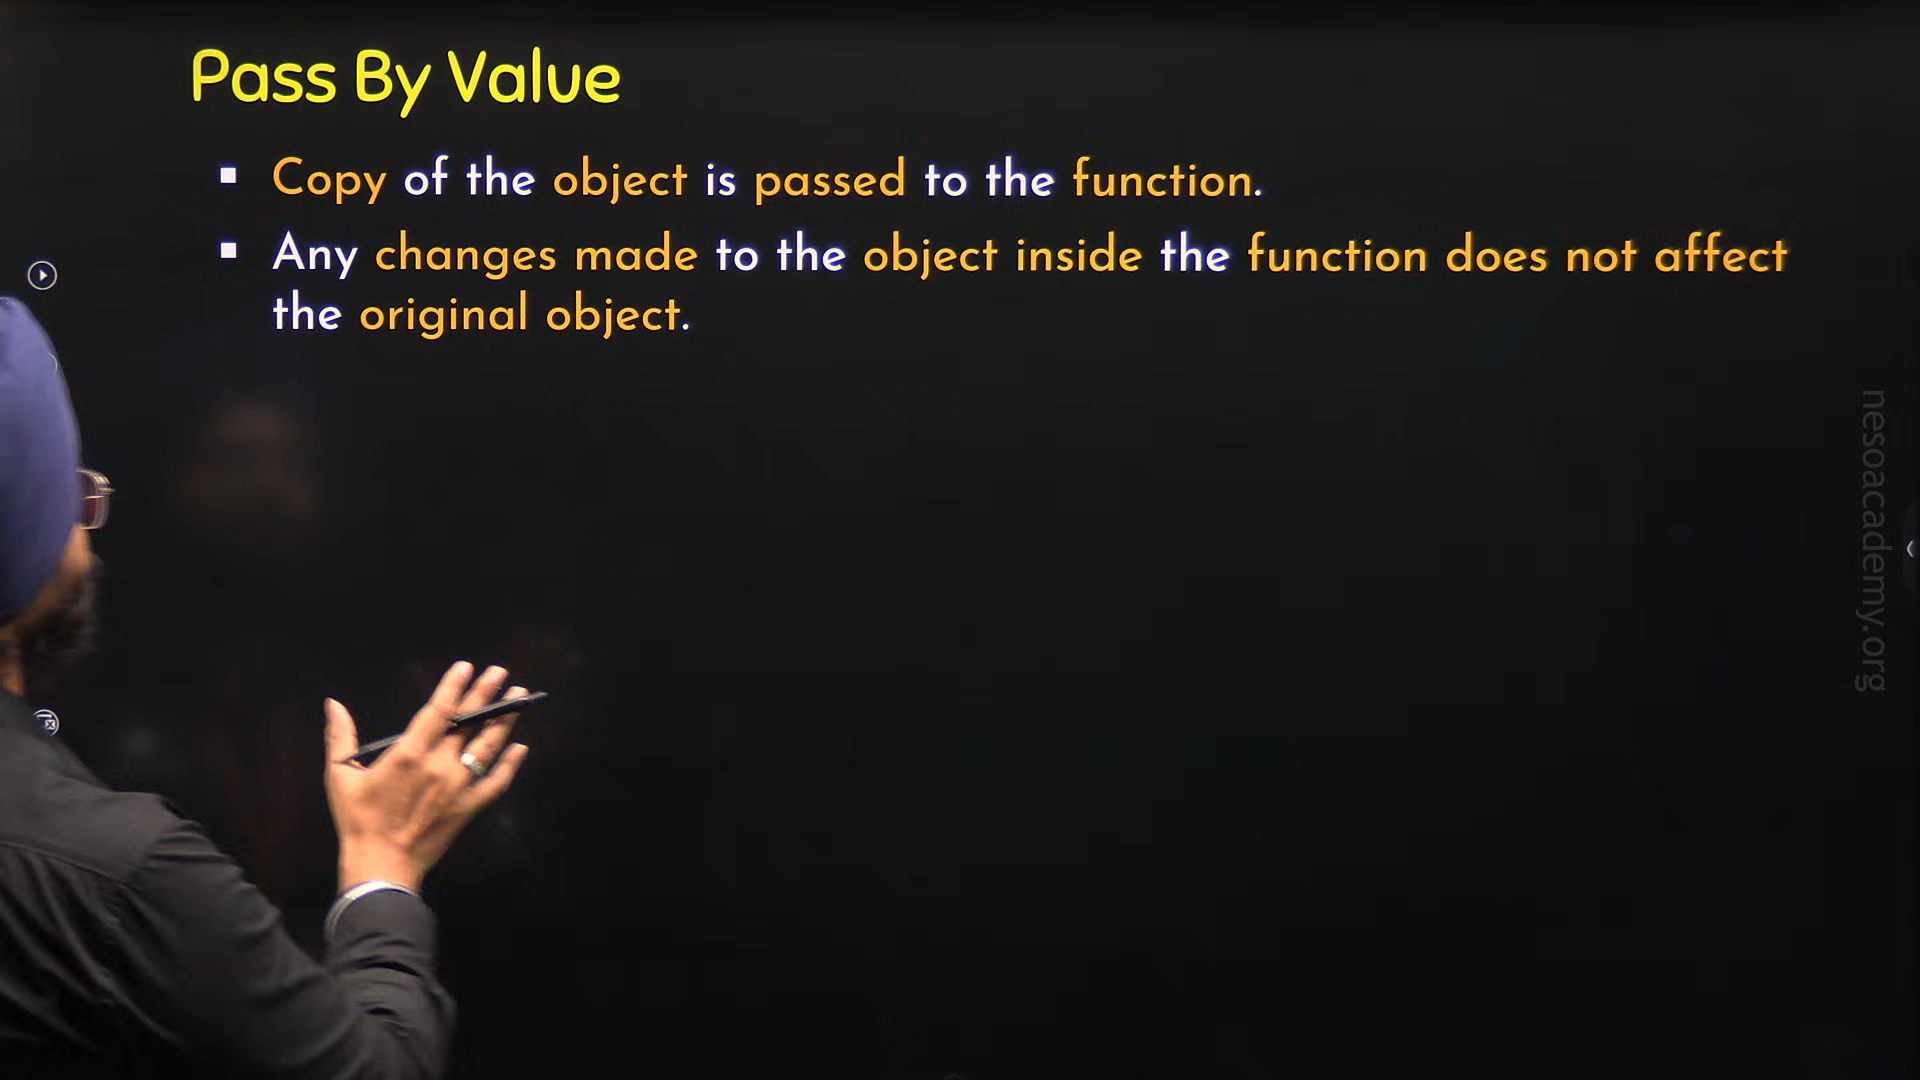 Pass By Value
▪ Copy of the object is passed to the function.
▪ Any changes made to the object inside the function does not affect
the original object.
nesoacademy.org